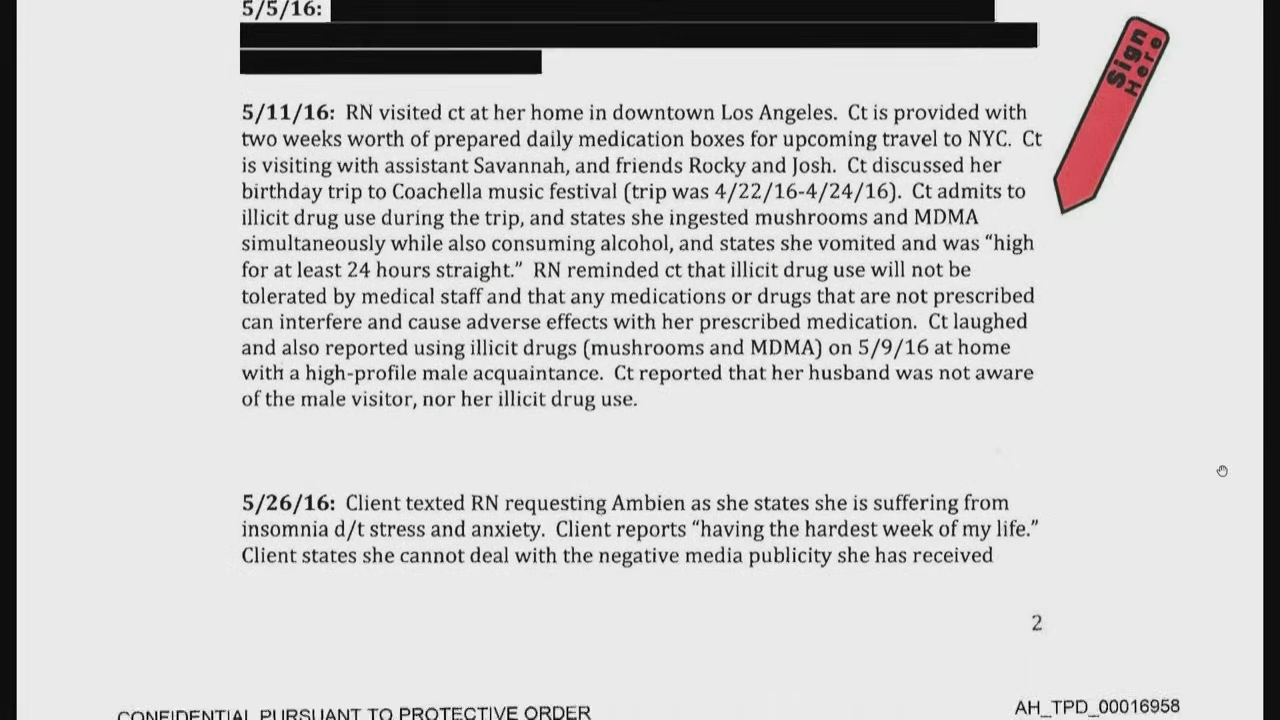 5/5/16:
Sign
Here
5/11/16: RN visited ct at her home in downtown Los Angeles. Ct is provided with
two weeks worth of prepared daily medication boxes for upcoming travel to NYC. Ct
is visiting with assistant Savannah, and friends Rocky and Josh. Ct discussed her
birthday trip to Coachella music festival (trip was 4/22/16-4/24/16). Ct admits to
illicit drug use during the trip, and states she ingested mushrooms and MDMA
simultaneously while also consuming alcohol, and states she vomited and was “high
for at least 24 hours straight.” RN reminded ct that illicit drug use will not be
tolerated by medical staff and that any medications or drugs that are not prescribed
can interfere and cause adverse effects with her prescribed medication. Ct laughed
and also reported using illicit drugs (mushrooms and MDMA) on 5/9/16 at home
with a high-profile male acquaintance. Ct reported that her husband was not aware
of the male visitor, nor her illicit drug use.
5/26/16: Client texted RN requesting Ambien as she states she is suffering from
insomnia d/t stress and anxiety. Client reports “having the hardest week of my life.”
Client states she cannot deal with the negative media publicity she has received
2
CONFIDENTIAL PURSUANT TO PROTECTIVE ORDER
AH_TPD_00016958